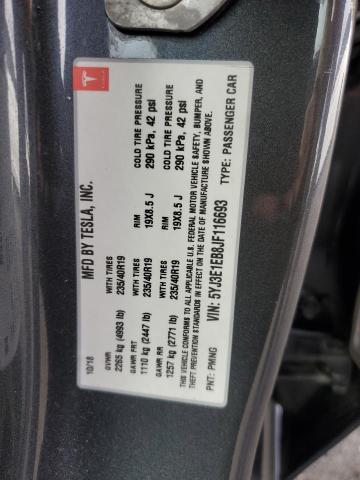 MFD BY TESLA, INC.
10/18
GVWR
2265 kg (4993 lb)
GAWR FRT WITH TIRES RIM COLD TIRE PRESSURE
1110 kg (2447 lb) 235/40R19 19X8.5 J 290 kPa, 42 psi
GAWR RR WITH TIRES RIM COLD TIRE PRESSURE
1257 kg (2771 lb) 235/40R19 19X8.5 J 290 kPa, 42 psi
THIS VEHICLE CONFORMS TO ALL APPLICABLE U.S. FEDERAL MOTOR VEHICLE SAFETY, BUMPER, AND
THEFT PREVENTION STANDARDS IN EFFECT ON THE DATE OF MANUFACTURE SHOWN ABOVE.
VIN: 5YJ3E1EB8JF116693 TYPE: PASSENGER CAR
PNT: PMNG